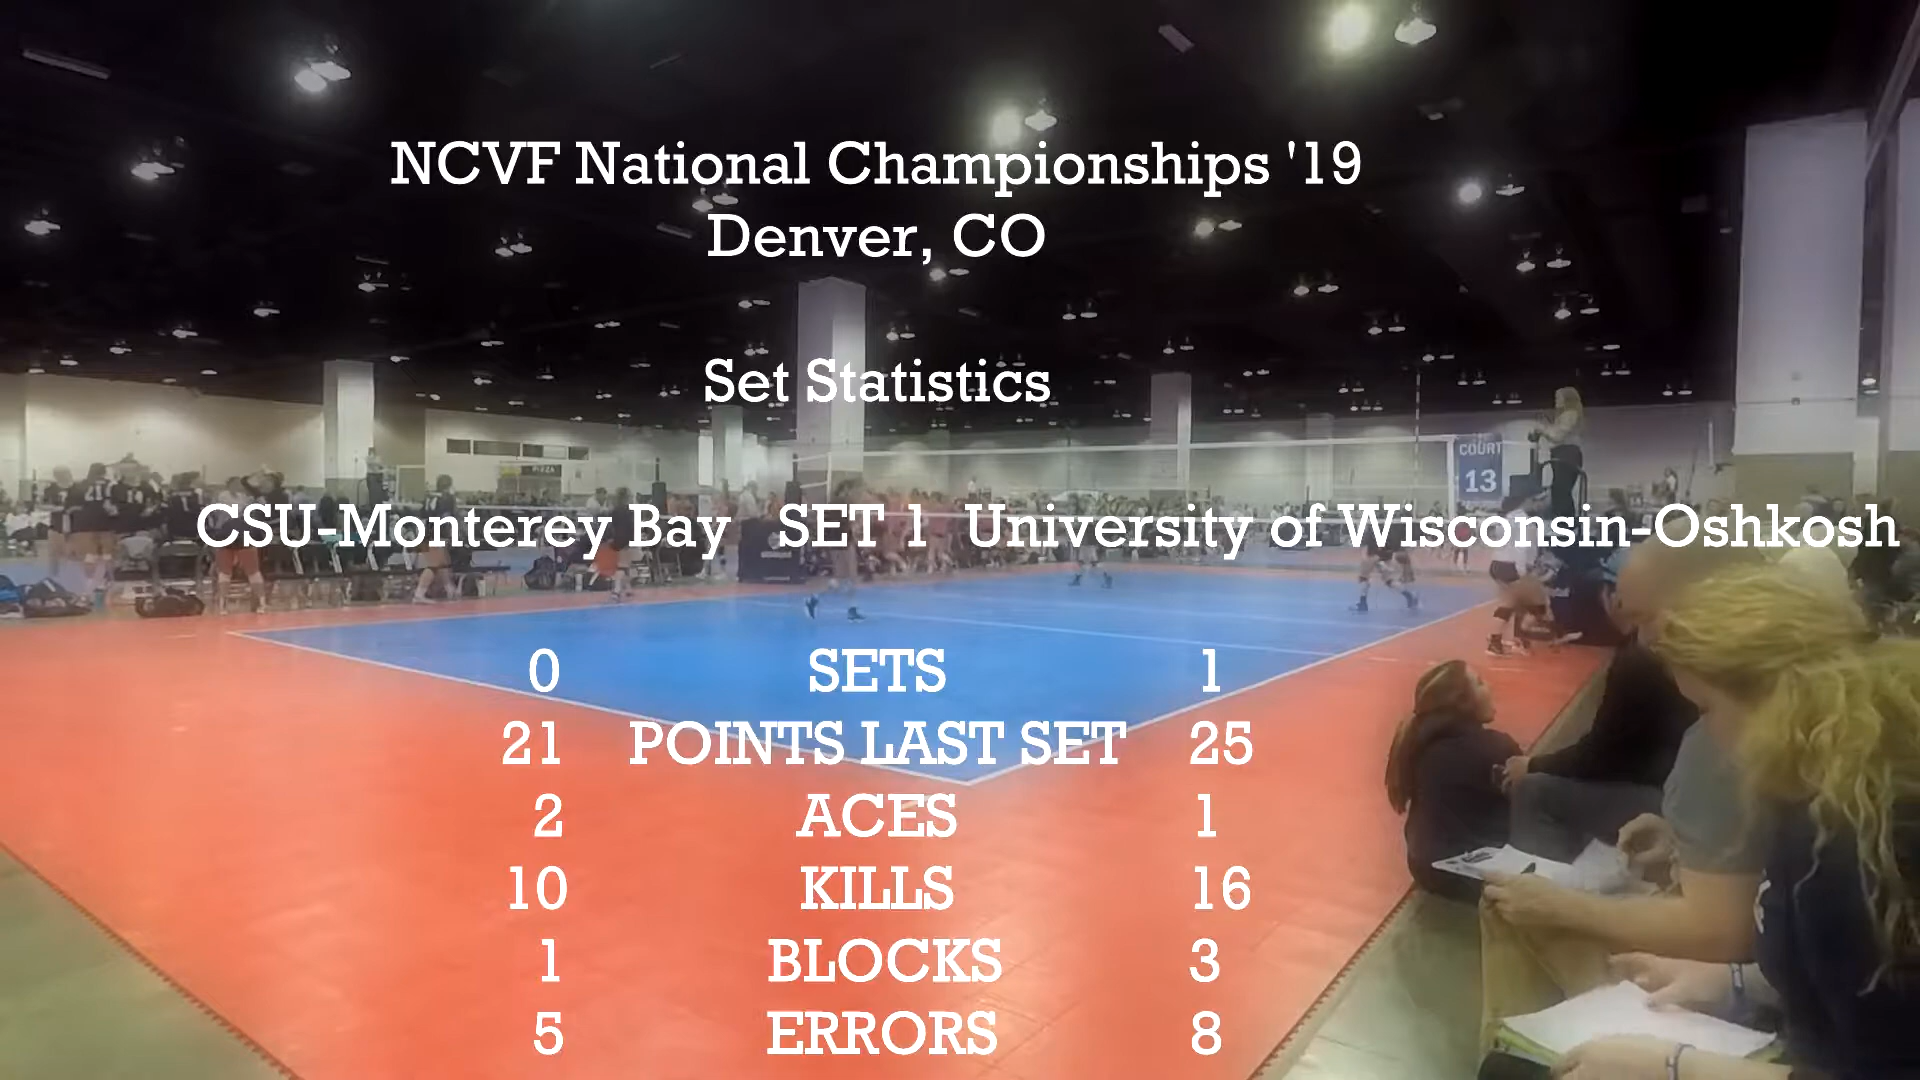 NCVF National Championships '19
Denver, CO
Set Statistics
COURT
13
PIZZA
41
CSU-Monterey Bay SET 1 University of Wisconsin-Oshkosh
0 SETS 1
21 POINTS LAST SET 25
2 ACES 1
10 KILLS 16
1 BLOCKS 3
5 ERRORS 8